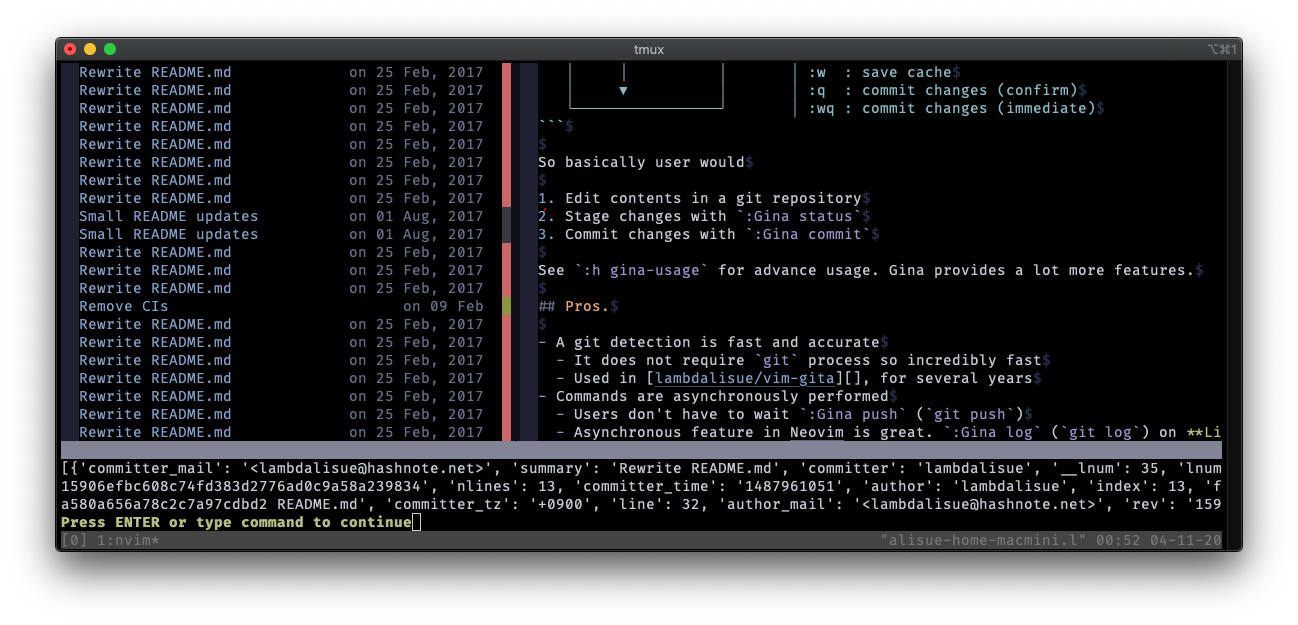 tmux
⌥⌘1
Rewrite README.md on 25 Feb, 2017 :w : save cache$
Rewrite README.md on 25 Feb, 2017 ▼ :q : commit changes (confirm)$
Rewrite README.md on 25 Feb, 2017 :wq : commit changes (immediate)$
Rewrite README.md on 25 Feb, 2017 ```$
Rewrite README.md on 25 Feb, 2017 $
Rewrite README.md on 25 Feb, 2017 So basically user would$
Rewrite README.md on 25 Feb, 2017 $
Rewrite README.md on 25 Feb, 2017 1. Edit contents in a git repository$
Small README updates on 01 Aug, 2017 2. Stage changes with `:Gina status`$
Small README updates on 01 Aug, 2017 3. Commit changes with `:Gina commit`$
Rewrite README.md on 25 Feb, 2017 $
Rewrite README.md on 25 Feb, 2017 See `:h gina-usage` for advance usage. Gina provides a lot more features.$
Rewrite README.md on 25 Feb, 2017 $
Remove CIs on 09 Feb ## Pros.$
Rewrite README.md on 25 Feb, 2017 $
Rewrite README.md on 25 Feb, 2017 - A git detection is fast and accurate$
Rewrite README.md on 25 Feb, 2017 - It does not require `git` process so incredibly fast$
Rewrite README.md on 25 Feb, 2017 - Used in [lambdalisue/vim-gita][], for several years$
Rewrite README.md on 25 Feb, 2017 - Commands are asynchronously performed$
Rewrite README.md on 25 Feb, 2017 - Users don't have to wait `:Gina push` (`git push`)$
Rewrite README.md on 25 Feb, 2017 - Asynchronous feature in Neovim is great. `:Gina log` (`git log`) on **Li
[{'committer_mail': '<lambdalisue@hashnote.net>', 'summary': 'Rewrite README.md', 'committer': 'lambdalisue', '__lnum': 35, 'lnum
15906efbc608c74fd383d2776ad0c9a58a239834', 'nlines': 13, 'committer_time': '1487961051', 'author': 'lambdalisue', 'index': 13, 'f
a580a656a78c2c7a97cdbd2 README.md', 'committer_tz': '+0900', 'line': 32, 'author_mail': '<lambdalisue@hashnote.net>', 'rev': '159
Press ENTER or type command to continue
[0] 1:nvim* "alisue-home-macmini.l" 00:52 04-11-20